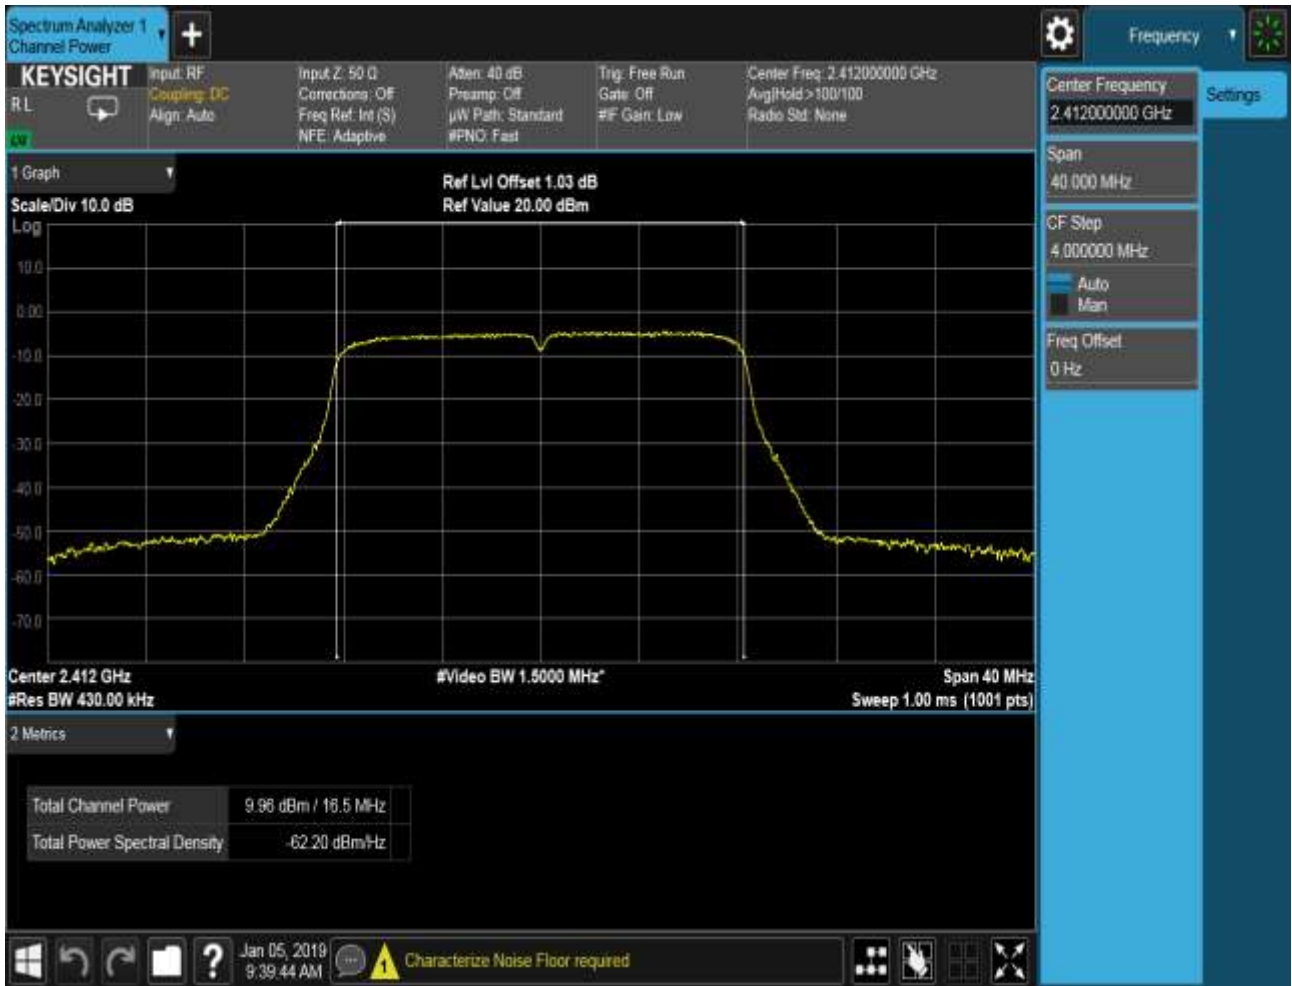 Spectrum Analyzer 1
Channel Power
+
Frequency
KEYSIGHT
R L
LXI
Input: RF
Coupling: DC
Align: Auto
Input Z: 50 Ω
Corrections: Off
Freq Ref: Int (S)
NFE: Adaptive
Atten: 40 dB
Preamp: Off
µW Path: Standard
#PNO: Fast
Trig: Free Run
Gate: Off
#IF Gain: Low
Center Freq: 2.412000000 GHz
Avg|Hold:>100/100
Radio Std: None
Center Frequency
2.412000000 GHz
Settings
Span
40.000 MHz
CF Step
4.000000 MHz
Auto
Man
Freq Offset
0 Hz
1 Graph
Scale/Div 10.0 dB
Ref Lvl Offset 1.03 dB
Ref Value 20.00 dBm
Log
10.0
0.00
-10.0
-20.0
-30.0
-40.0
-50.0
-60.0
-70.0
Center 2.412 GHz
#Video BW 1.5000 MHz*
Span 40 MHz
#Res BW 430.00 kHz
Sweep 1.00 ms (1001 pts)
2 Metrics
Total Channel Power 9.96 dBm / 16.5 MHz
Total Power Spectral Density -62.20 dBm/Hz
?
Jan 05, 2019
9:39:44 AM
1
Characterize Noise Floor required